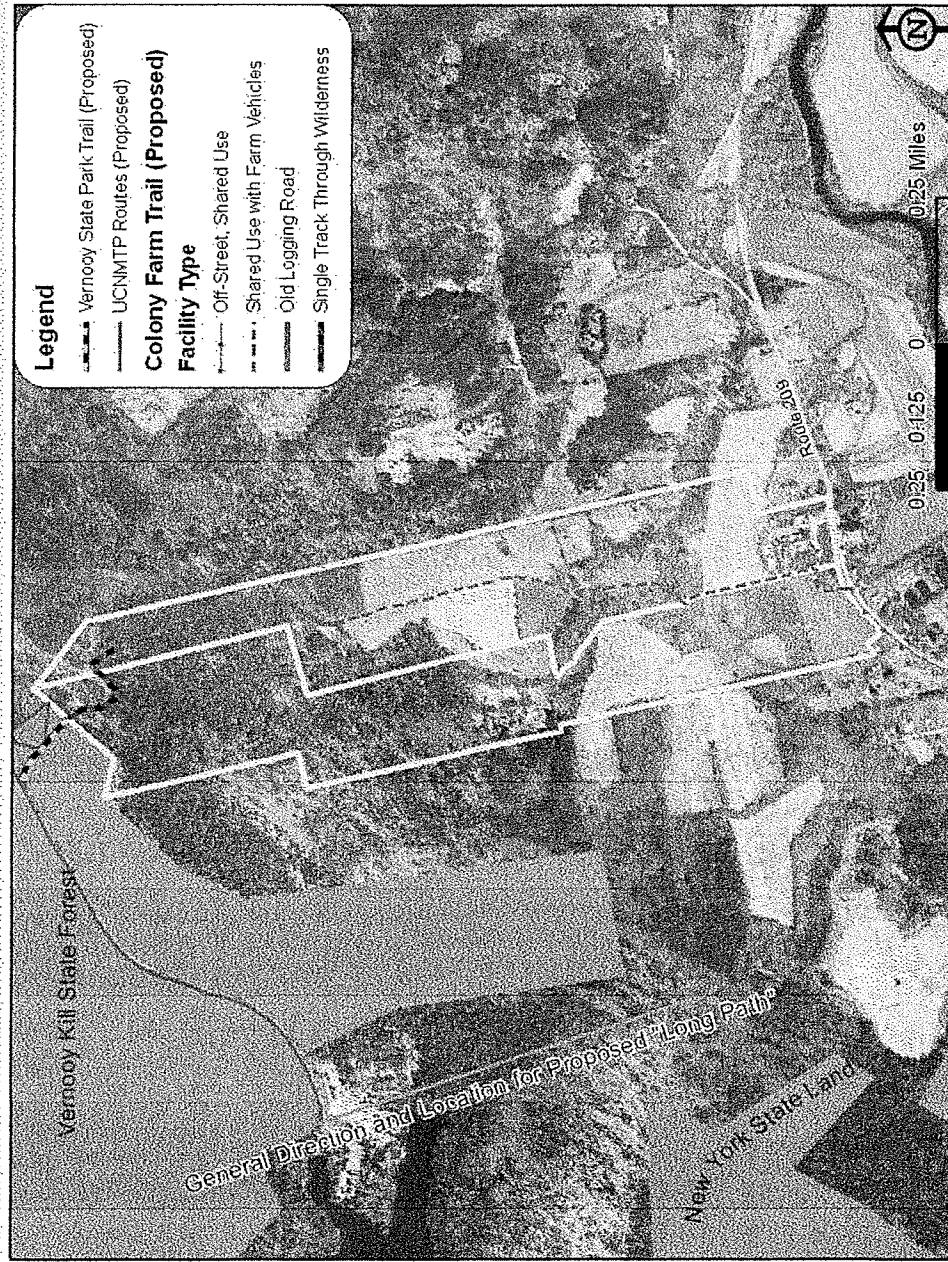 Legend
Vernooy State Park Trail (Proposed)
UCNMTP Routes (Proposed)
Colony Farm Trail (Proposed)
Facility Type
Off-Street, Shared Use
Shared Use with Farm Vehicles
Old Logging Road
Single Track Through Wilderness
Vernooy Kill State Forest
General Direction and Location for Proposed "Long Path"
New York State Land
Route 209
0.25 0.125 0 0.25 Miles
N